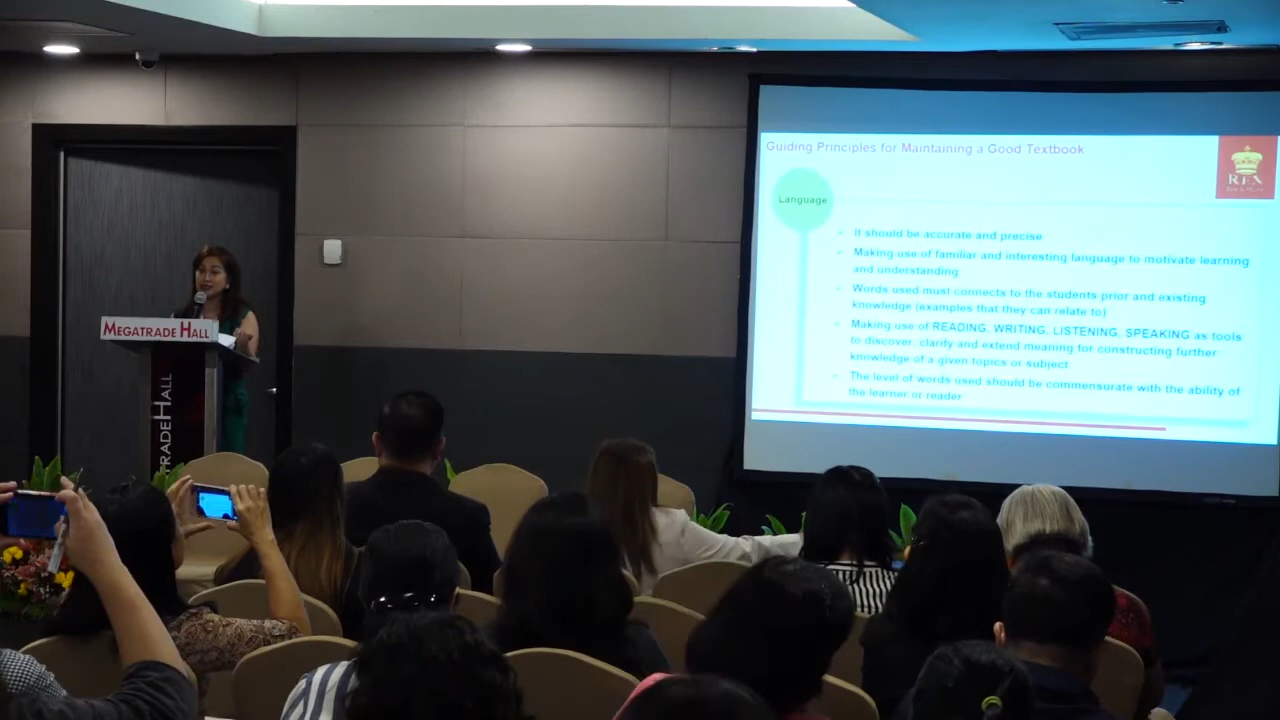 Guiding Principles for Maintaining a Good Textbook
REX
Language
It should be accurate and precise
Making use of familiar and interesting language to motivate learning
and understanding
Words used must connects to the students prior and existing
knowledge (examples that they can relate to)
Making use of READING, WRITING, LISTENING, SPEAKING as tools
to discover, clarify and extend meaning for constructing further
knowledge of a given topics or subject
The level of words used should be commensurate with the ability of
the learner or reader
MEGATRADE HALL
TRADEHALL